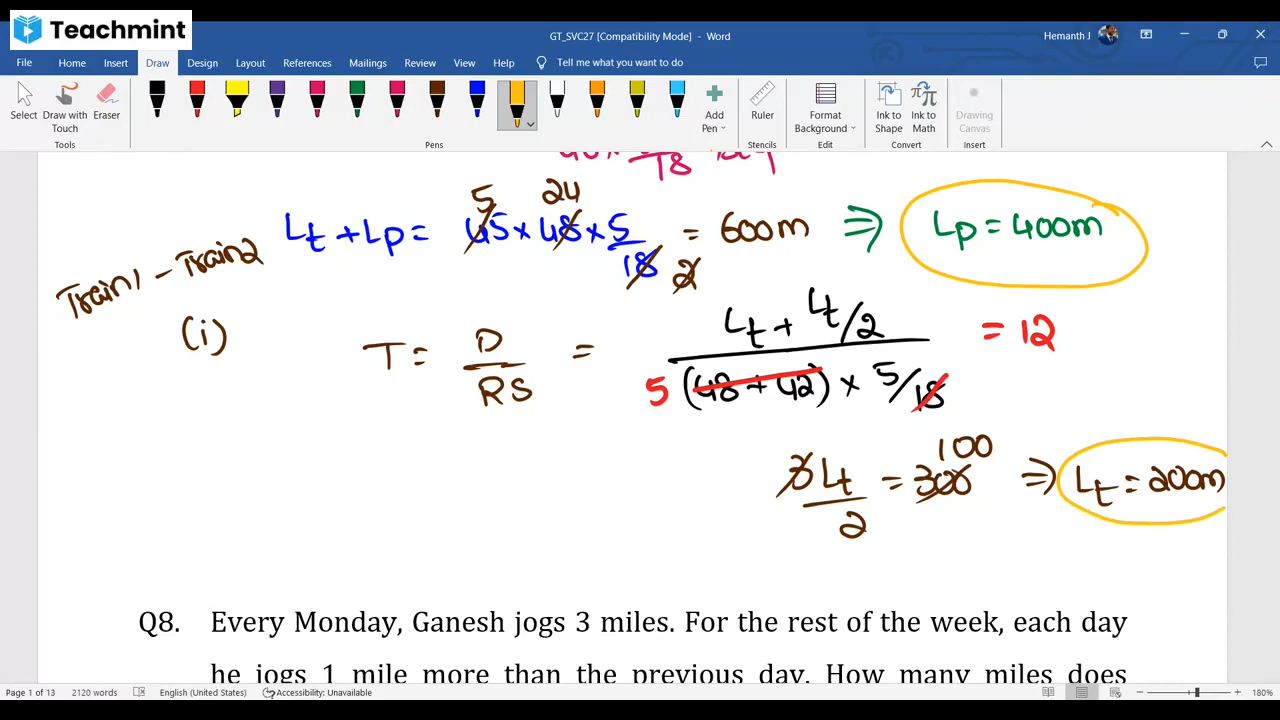 Teachmint
GT_SVC27 [Compatibility Mode] - Word
Hemanth J
File Home Insert Draw Design Layout References Mailings Review View Help Tell me what you want to do
Select Draw with Touch Eraser Add Pen Ruler Format Background Ink to Shape Ink to Math Drawing Canvas
Tools Pens Stencils Edit Convert Insert
18
5 24
Lt + Lp = 45 × 48 × 5/18 = 600m ⇒ Lp = 400m
2
Train1 - Train2
(i) T = D/RS = Lt + Lt/2 / (48 + 42) × 5/18 = 12
5
100
3Lt/2 = 300 ⇒ Lt = 200m
Q8. Every Monday, Ganesh jogs 3 miles. For the rest of the week, each day
he jogs 1 mile more than the previous day. How many miles does
Page 1 of 13 2120 words English (United States) Accessibility: Unavailable 180%